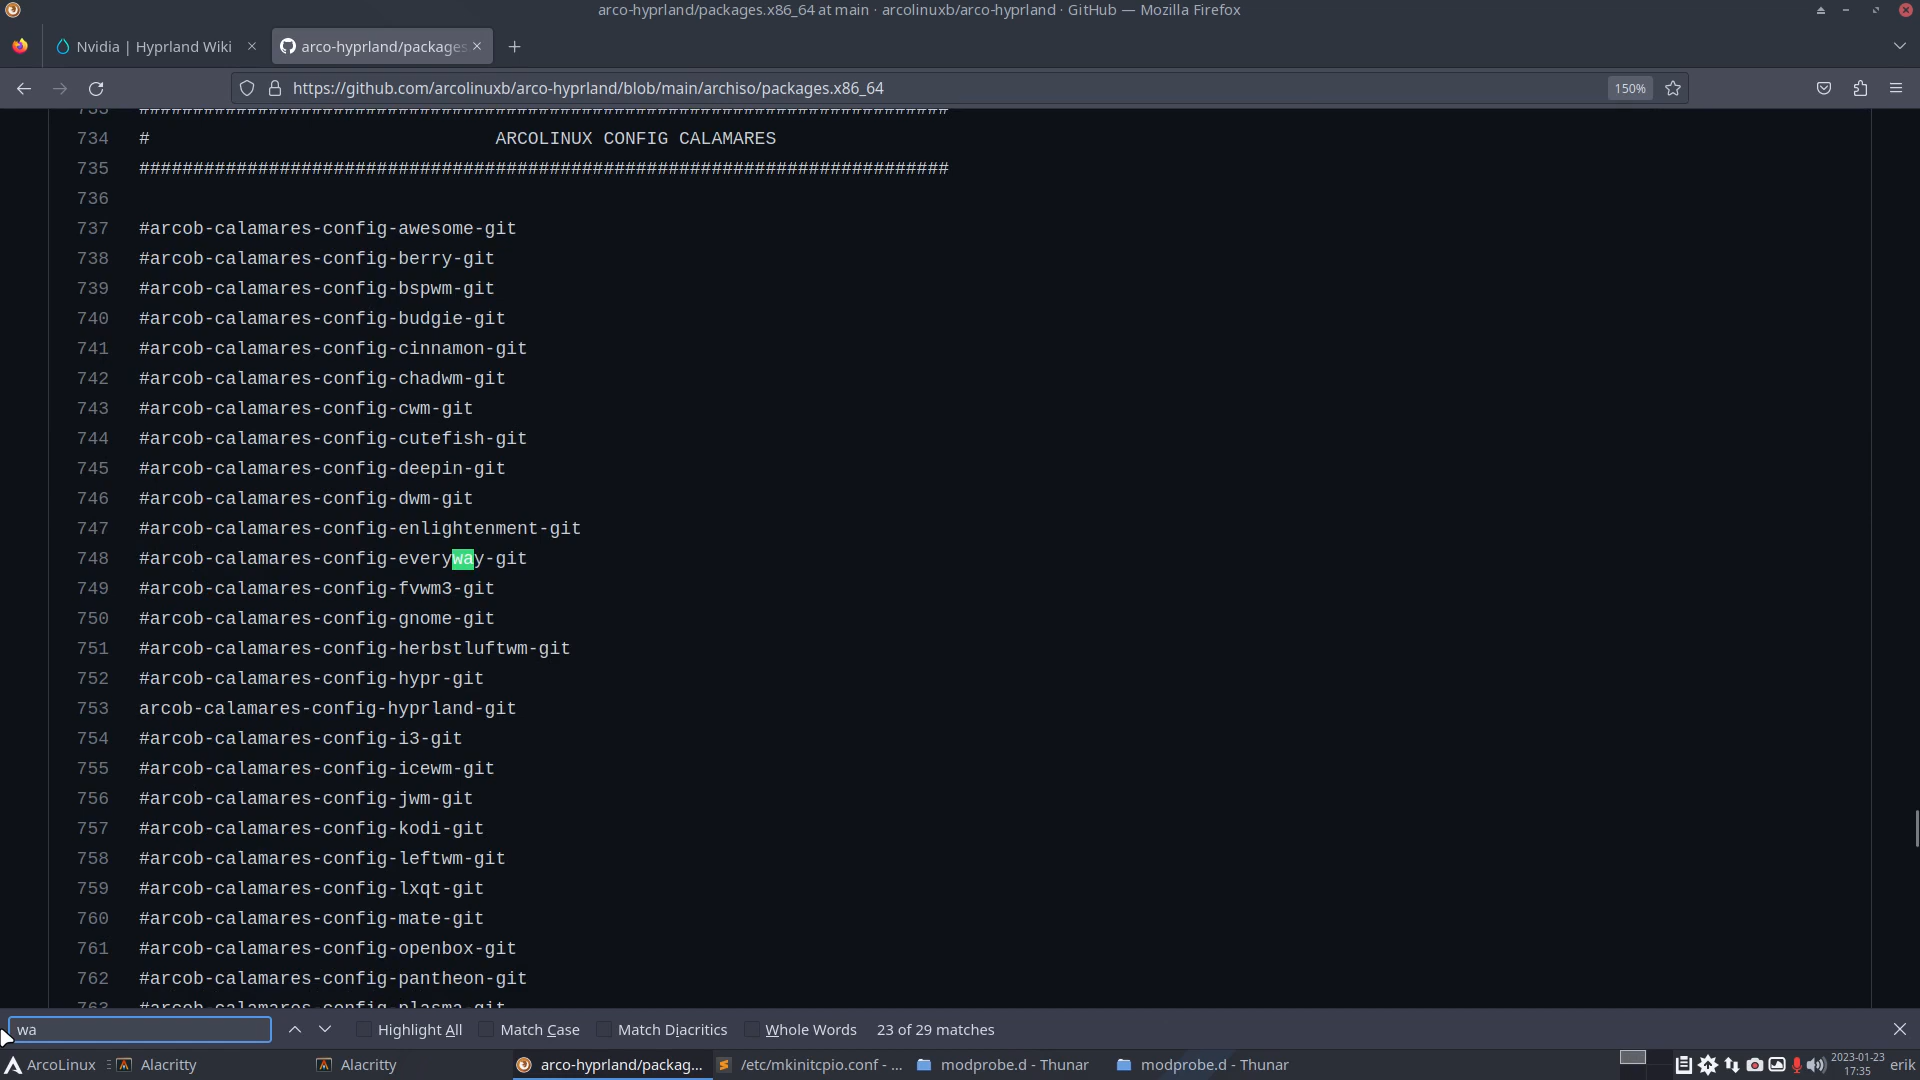 arco-hyprland/packages.x86_64 at main · arcolinuxb/arco-hyprland · GitHub — Mozilla Firefox
Nvidia | Hyprland Wiki
arco-hyprland/packages
https://github.com/arcolinuxb/arco-hyprland/blob/main/archiso/packages.x86_64
150%
733 ###########################################################################
734 # ARCOLINUX CONFIG CALAMARES
735 ###########################################################################
736
737 #arcob-calamares-config-awesome-git
738 #arcob-calamares-config-berry-git
739 #arcob-calamares-config-bspwm-git
740 #arcob-calamares-config-budgie-git
741 #arcob-calamares-config-cinnamon-git
742 #arcob-calamares-config-chadwm-git
743 #arcob-calamares-config-cwm-git
744 #arcob-calamares-config-cutefish-git
745 #arcob-calamares-config-deepin-git
746 #arcob-calamares-config-dwm-git
747 #arcob-calamares-config-enlightenment-git
748 #arcob-calamares-config-everyway-git
749 #arcob-calamares-config-fvwm3-git
750 #arcob-calamares-config-gnome-git
751 #arcob-calamares-config-herbstluftwm-git
752 #arcob-calamares-config-hypr-git
753 arcob-calamares-config-hyprland-git
754 #arcob-calamares-config-i3-git
755 #arcob-calamares-config-icewm-git
756 #arcob-calamares-config-jwm-git
757 #arcob-calamares-config-kodi-git
758 #arcob-calamares-config-leftwm-git
759 #arcob-calamares-config-lxqt-git
760 #arcob-calamares-config-mate-git
761 #arcob-calamares-config-openbox-git
762 #arcob-calamares-config-pantheon-git
763 #arcob-calamares-config-plasma-git
wa Highlight All Match Case Match Diacritics Whole Words 23 of 29 matches
ArcoLinux Alacritty Alacritty arco-hyprland/packag... /etc/mkinitcpio.conf - ... modprobe.d - Thunar modprobe.d - Thunar 2023-01-23 17:35 erik